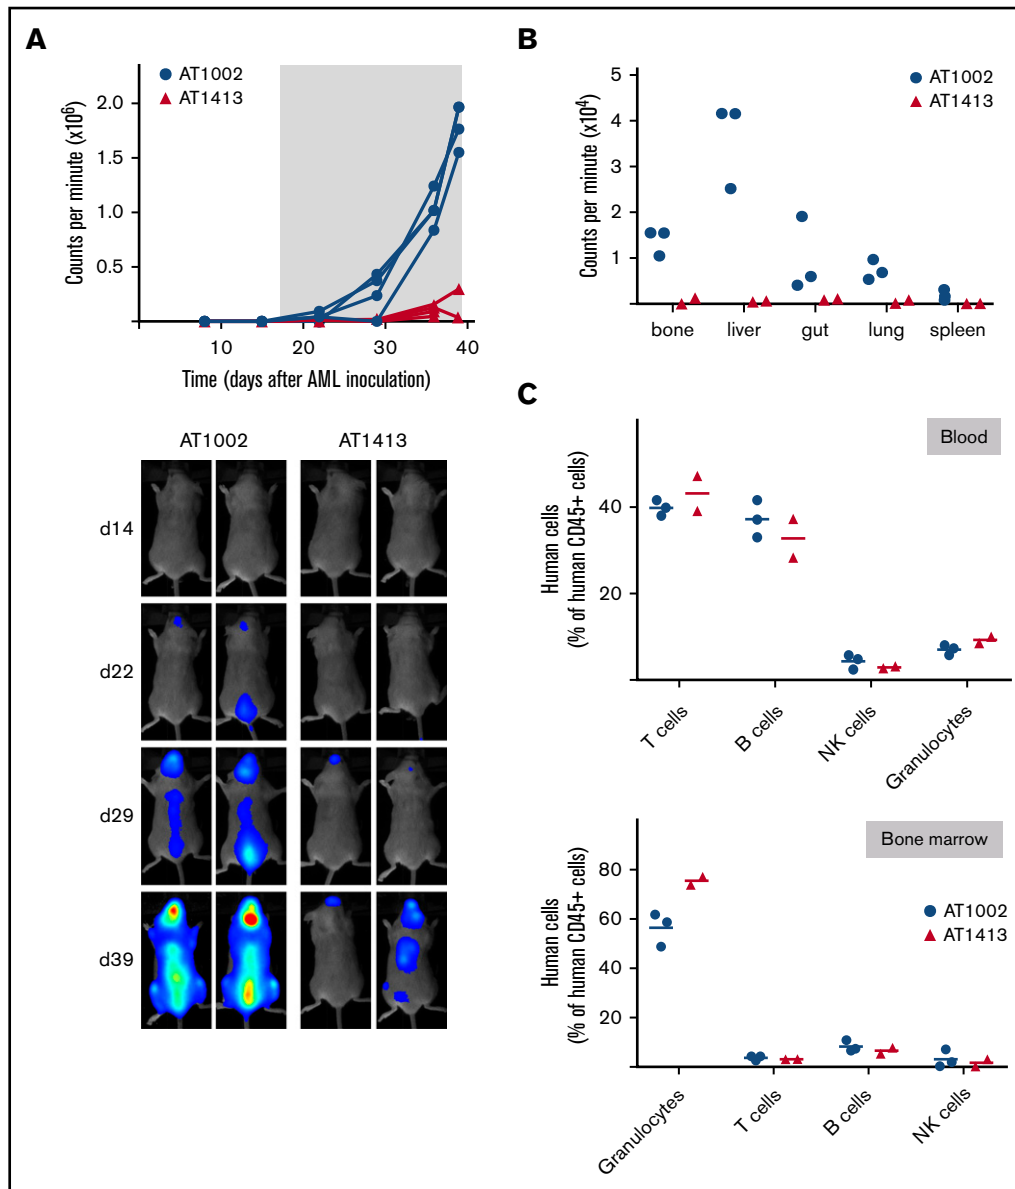 A
AT1002
AT1413
Counts per minute (x10⁶)
2.0
1.5
1.0
0.5
10
20
30
40
Time (days after AML inoculation)
AT1002
AT1413
d14
d22
d29
d39
B
AT1002
AT1413
Counts per minute (x10⁴)
5
4
3
2
1
bone
liver
gut
lung
spleen
C
Blood
Human cells
(% of human CD45+ cells)
40
20
T cells
B cells
NK cells
Granulocytes
Bone marrow
AT1002
AT1413
Human cells
(% of human CD45+ cells)
80
60
40
20
Granulocytes
T cells
B cells
NK cells